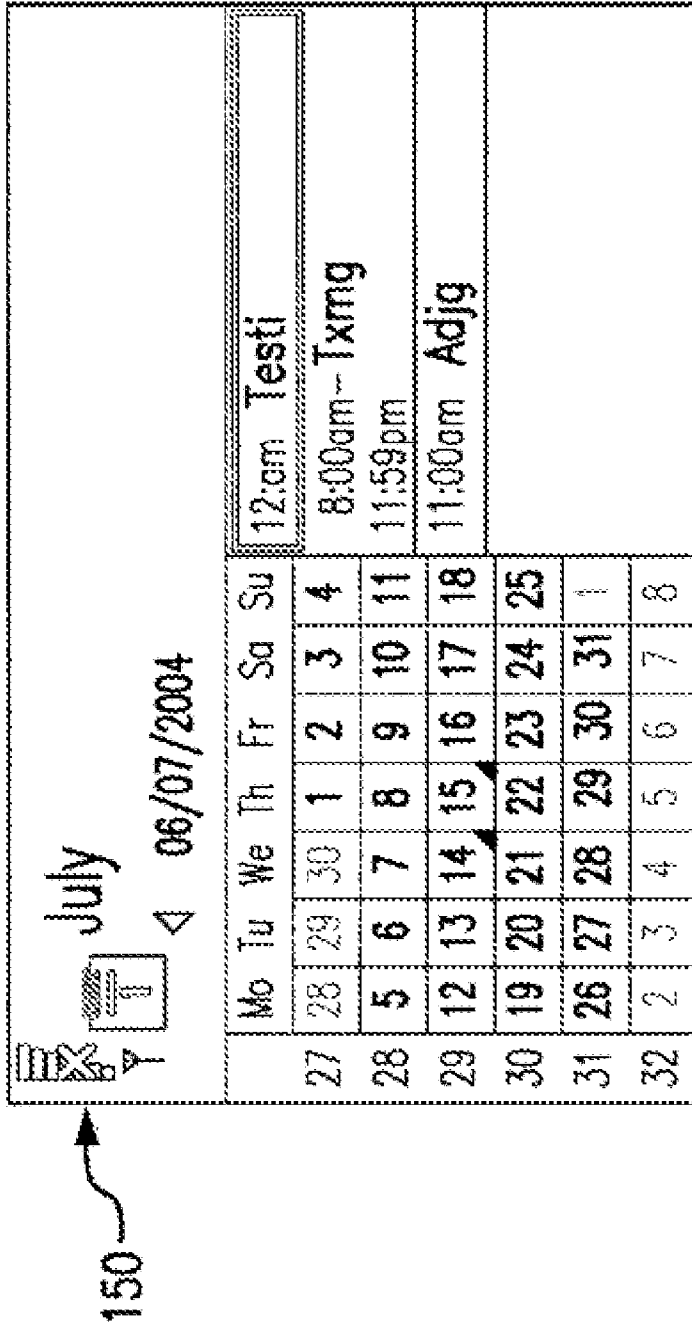 150
July
06/07/2004
Mo Tu We Th Fr Sa Su
27 28 29 30 1 2 3 4
28 5 6 7 8 9 10 11
29 12 13 14 15 16 17 18
30 19 20 21 22 23 24 25
31 26 27 28 29 30 31 1
32 2 3 4 5 6 7 8
12:am Testi
8:00am- Txmg
11:59pm
11:00am Adjg